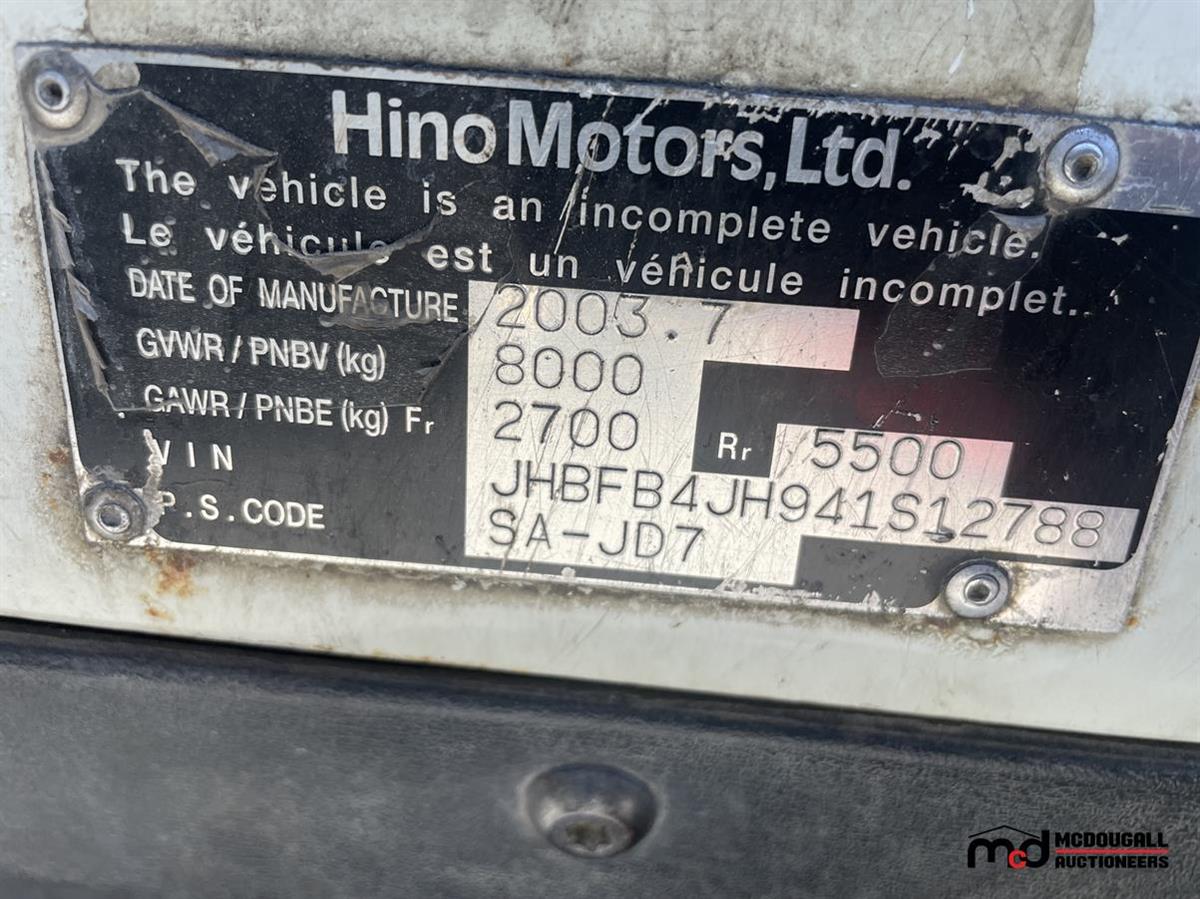 Hino Motors, Ltd.
The vehicle is an incomplete vehicle.
Le véhicule est un véhicule incomplet.
DATE OF MANUFACTURE 2003.7
GVWR / PNBV (kg) 8000
GAWR / PNBE (kg) Fr 2700 Rr 5500
VIN JHBFB4JH941S12788
P.S.CODE SA-JD7
mcd MCDOUGALL
AUCTIONEERS